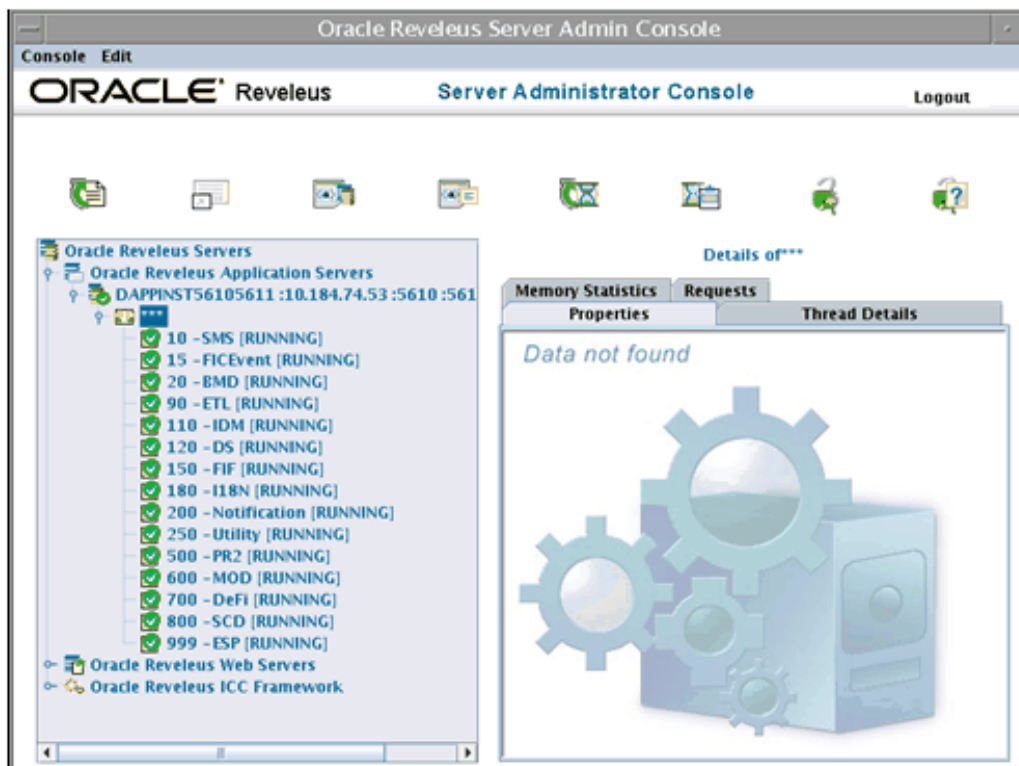 Oracle Reveleus Server Admin Console
Console Edit
ORACLE Reveleus Server Administrator Console Logout
Oracle Reveleus Servers
Oracle Reveleus Application Servers
DAPPINST56105611 :10.184.74.53 :5610 :561
***
10 -SMS [RUNNING]
15 -FICEvent [RUNNING]
20 -BMD [RUNNING]
90 -ETL [RUNNING]
110 -IDM [RUNNING]
120 -DS [RUNNING]
150 -FIF [RUNNING]
180 -I18N [RUNNING]
200 -Notification [RUNNING]
250 -Utility [RUNNING]
500 -PR2 [RUNNING]
600 -MOD [RUNNING]
700 -DeFi [RUNNING]
800 -SCD [RUNNING]
999 -ESP [RUNNING]
Oracle Reveleus Web Servers
Oracle Reveleus ICC Framework
Details of***
Memory Statistics Requests
Properties Thread Details
Data not found